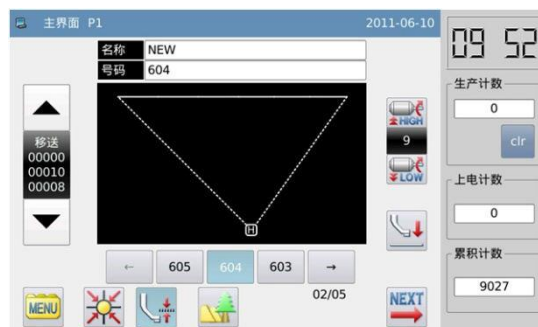 主界面 P1
2011-06-10
09 52
名称 NEW
号码 604
移送
00000
00010
00008
HIGH
9
LOW
H
生产计数
0
clr
上电计数
0
累积计数
9027
← 605 604 603 →
02/05
MENU
NEXT